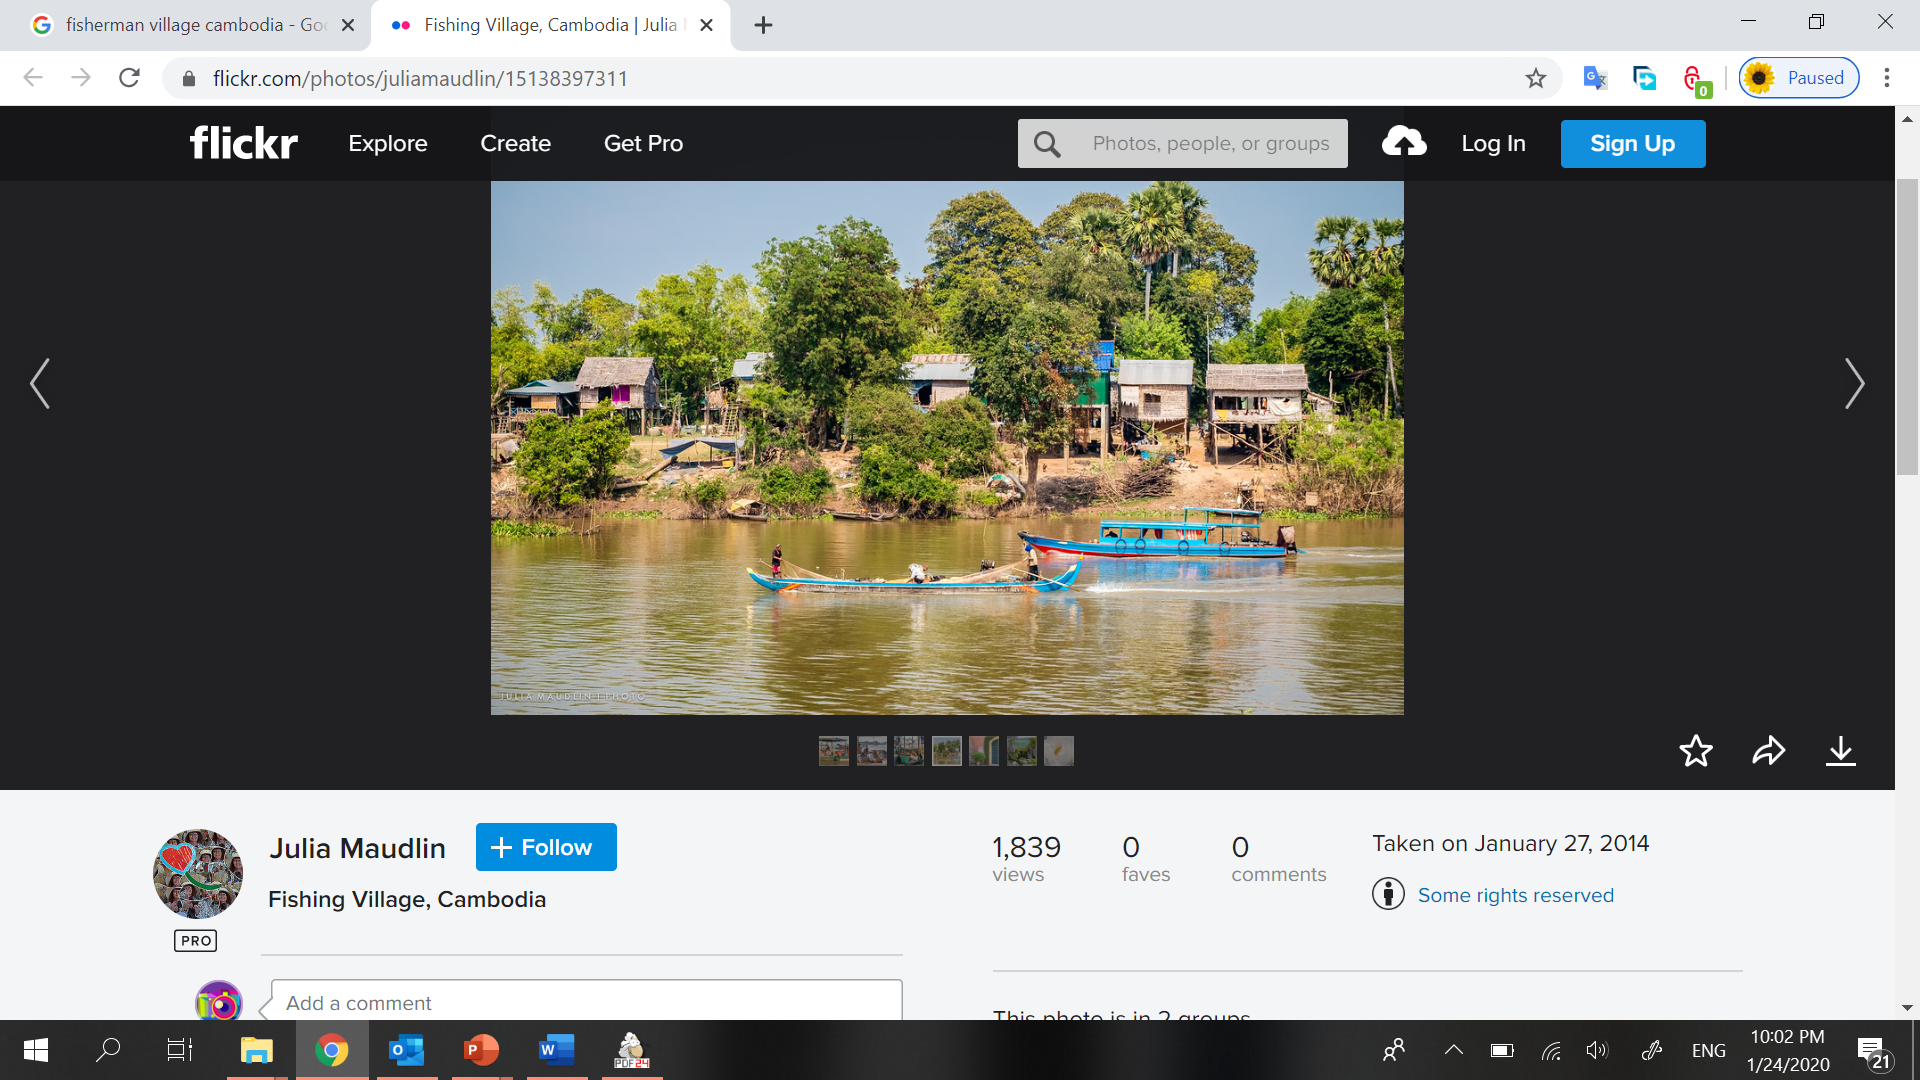 fisherman village cambodia - Goo
Fishing Village, Cambodia | Julia
flickr.com/photos/juliamaudlin/15138397311
0
Paused
flickr
Explore
Create
Get Pro
Photos, people, or groups
Log In
Sign Up
JULIA MAUDLIN | PHOTO
Julia Maudlin
+ Follow
Fishing Village, Cambodia
PRO
1,839
views
0
faves
0
comments
Taken on January 27, 2014
Some rights reserved
Add a comment
This photo is in 2 groups
PDF24
ENG
10:02 PM
1/24/2020
21